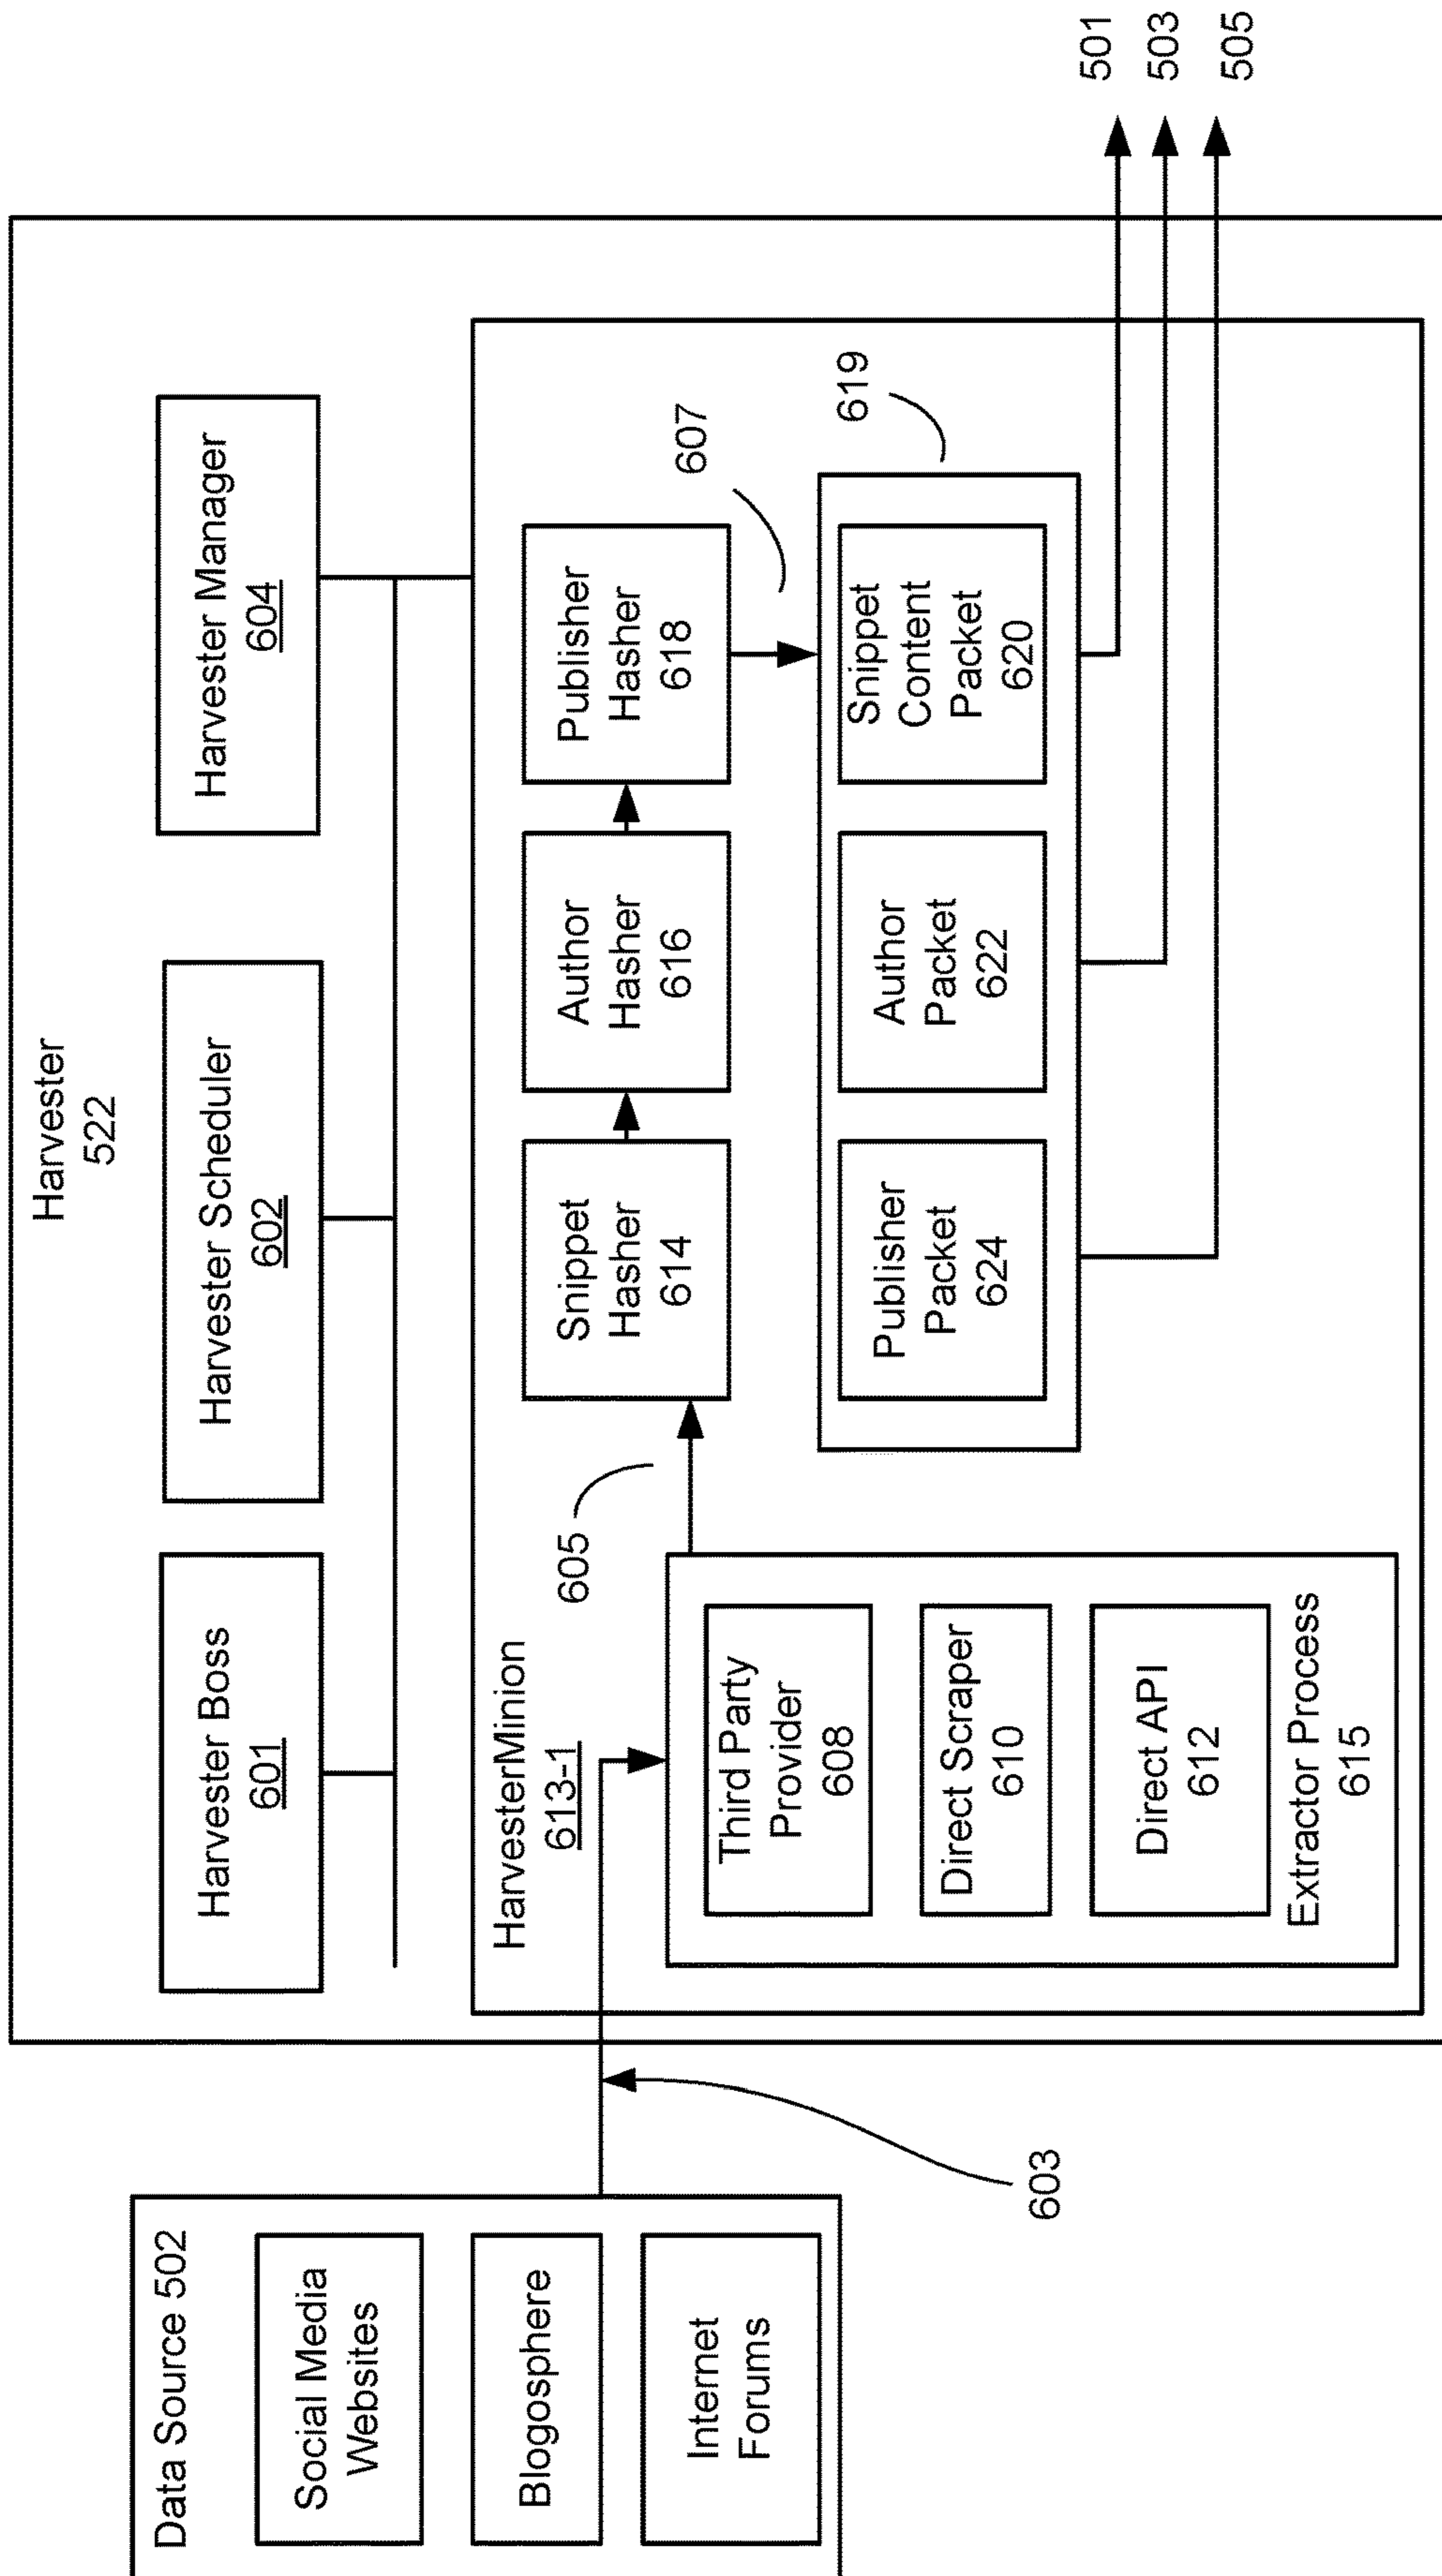 Harvester
522
Harvester Boss
601
Harvester Scheduler
602
Harvester Manager
604
Data Source 502
Social Media
Websites
Blogosphere
Internet
Forums
603
HarvesterMinion
613-1
605
Third Party
Provider
608
Direct Scraper
610
Direct API
612
Extractor Process
615
Snippet
Hasher
614
Author
Hasher
616
Publisher
Hasher
618
607
619
Publisher
Packet
624
Author
Packet
622
Snippet
Content
Packet
620
501
503
505